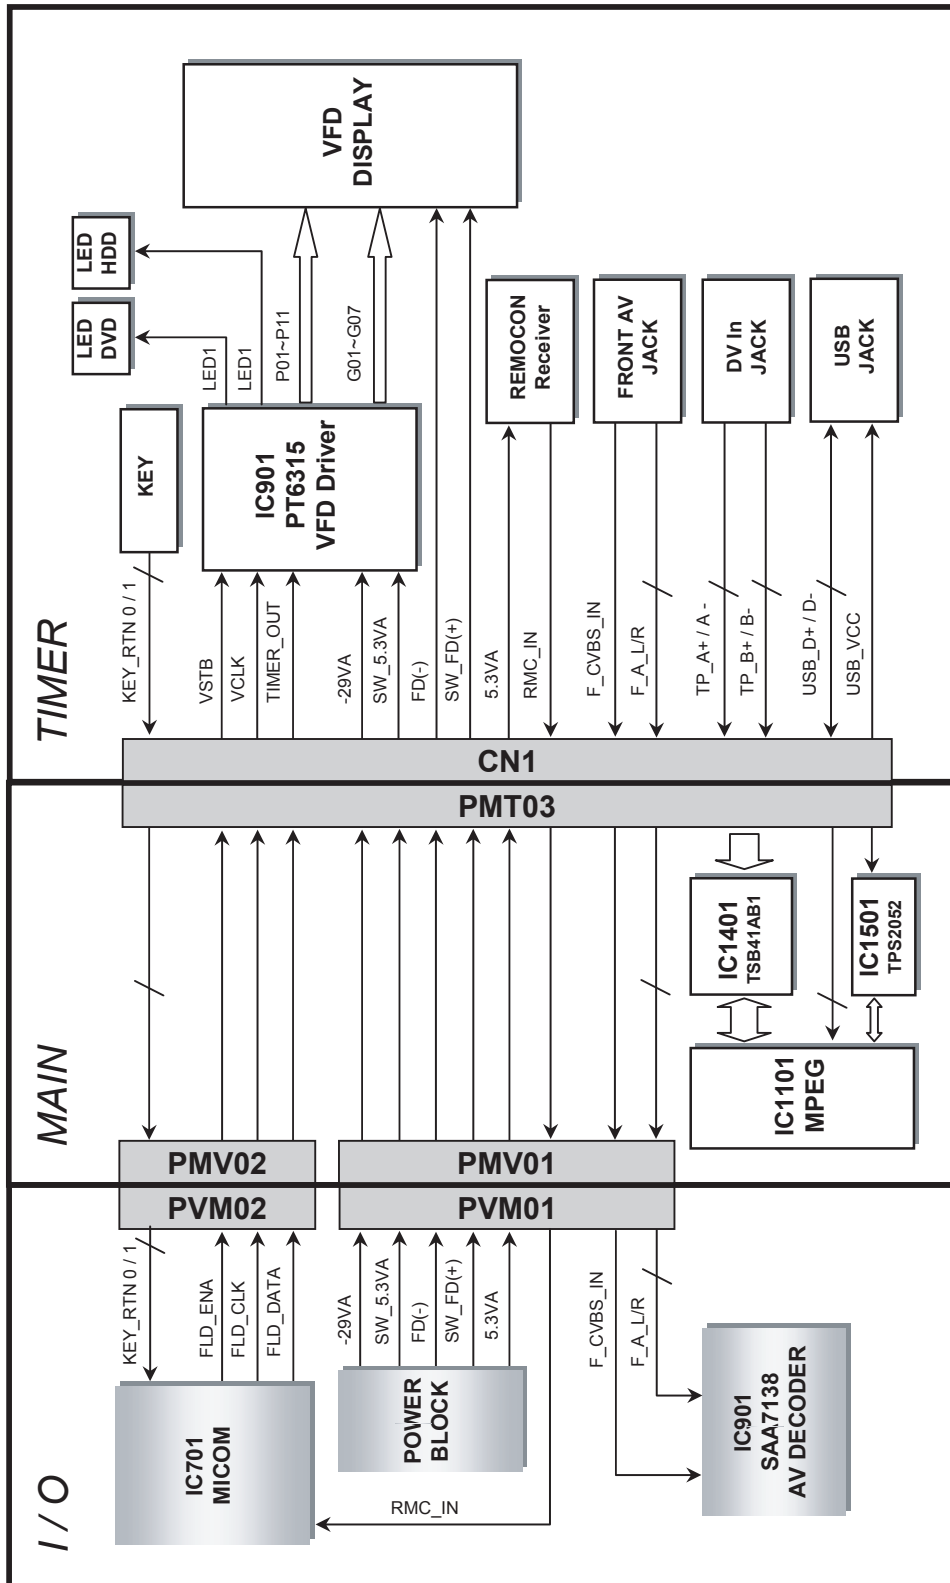 TIMER
KEY
KEY_RTN 0 / 1
LED
DVD
LED
HDD
LED1
LED1
P01~P11
G01~G07
VFD
DISPLAY
IC901
PT6315
VFD Driver
VSTB
VCLK
TIMER_OUT
-29VA
SW_5.3VA
FD(-)
SW_FD(+)
REMOCON
Receiver
5.3VA
RMC_IN
FRONT AV
JACK
F_CVBS_IN
F_A_L/R
DV In
JACK
TP_A+ / A -
TP_B+ / B-
USB
JACK
USB_D+ / D-
USB_VCC
CN1
MAIN
PMT03
IC1401
TSB41AB1
IC1501
TPS2052
IC1101
MPEG
PMV02
PMV01
I / O
PVM02
PVM01
KEY_RTN 0 / 1
FLD_ENA
FLD_CLK
FLD_DATA
-29VA
SW_5.3VA
FD(-)
SW_FD(+)
5.3VA
F_CVBS_IN
F_A_L/R
IC701
MICOM
POWER
BLOCK
RMC_IN
IC901
SAA7138
AV DECODER